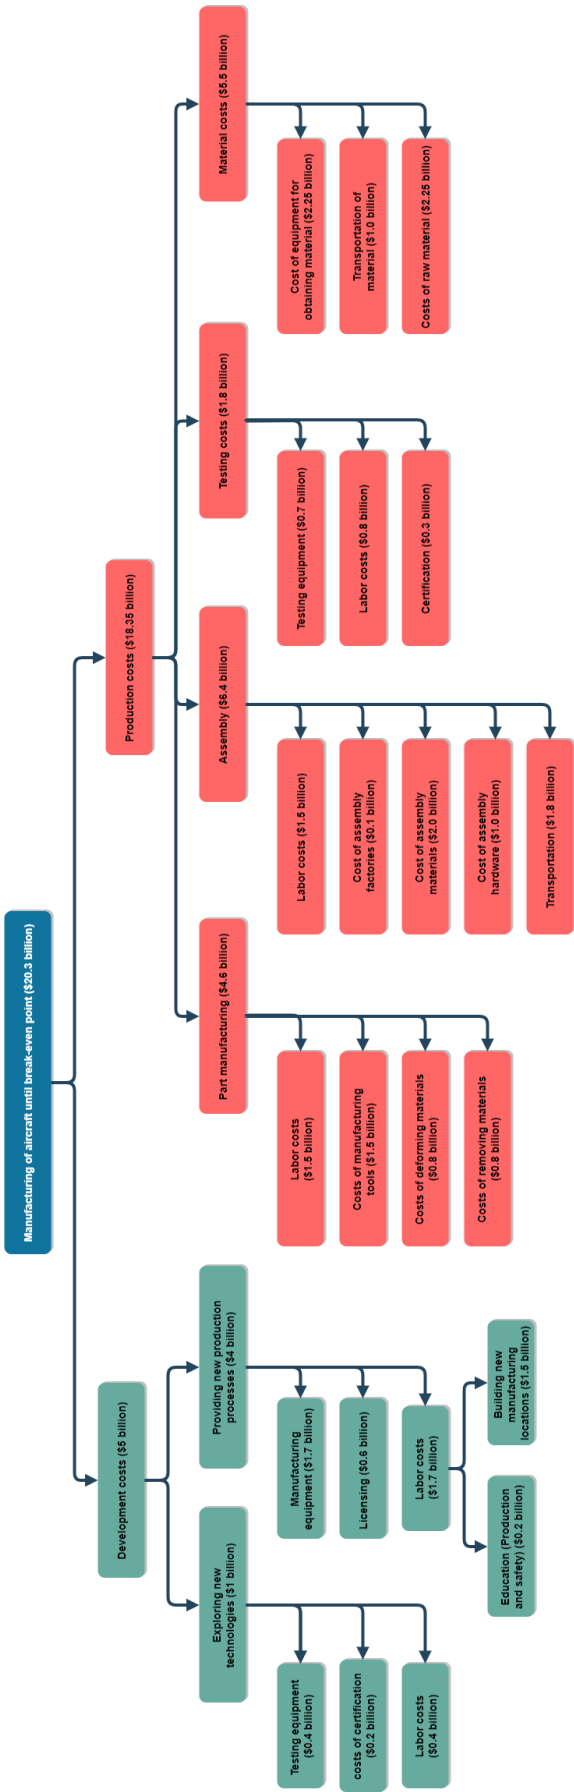 Manufacturing of aircraft until break-even point ($20.3 billion)
Development costs ($5 billion)
Production costs ($18.35 billion)
Exploring new
technologies ($1 billion)
Providing new production
processes ($4 billion)
Part manufacturing ($4.6 billion)
Assembly ($6.4 billion)
Testing costs ($1.8 billion)
Material costs ($5.5 billion)
Testing equipment
($0.4 billion)
costs of certification
($0.2 billion)
Labor costs
($0.4 billion)
Manufacturing
equipment ($1.7 billion)
Licensing ($0.6 billion)
Labor costs
($1.7 billion)
Education (Production
and safety) ($0.2 billion)
Building new
manufacturing
locations ($1.5 billion)
Labor costs
($1.5 billion)
Costs of manufacturing
tools ($1.5 billion)
Costs of deforming materials
($0.8 billion)
Costs of removing materials
($0.8 billion)
Labor costs ($1.5 billion)
Cost of assembly
factories ($0.1 billion)
Cost of assembly
materials ($2.0 billion)
Cost of assembly
hardware ($1.0 billion)
Transportation ($1.8 billion)
Testing equipment ($0.7 billion)
Labor costs ($0.8 billion)
Certification ($0.3 billion)
Cost of equipment for
obtaining material ($2.25 billion)
Transportation of
material ($1.0 billion)
Costs of raw material ($2.25 billion)